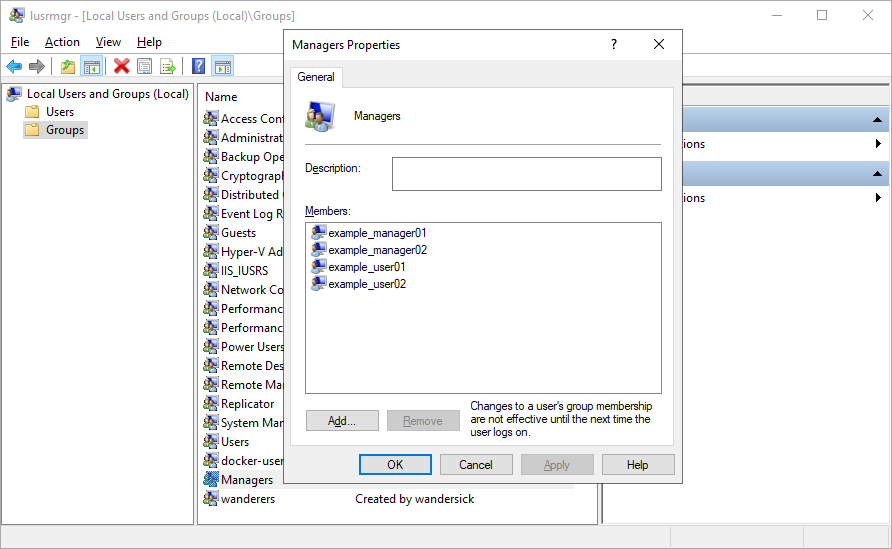 lusrmgr - [Local Users and Groups (Local)\Groups]
File Action View Help
Local Users and Groups (Local)
Users
Groups
Name
Access Cont
Administrat
Backup Ope
Cryptograph
Distributed
Event Log R
Guests
Hyper-V Ad
IIS_IUSRS
Network Co
Performanc
Performanc
Power Users
Remote Des
Remote Ma
Replicator
System Man
Users
docker-user
Managers
wanderers Created by wandersick
Managers Properties
?
General
Managers
Description:
Members:
example_manager01
example_manager02
example_user01
example_user02
Add... Remove
Changes to a user's group membership
are not effective until the next time the
user logs on.
OK Cancel Apply Help
ions
ions